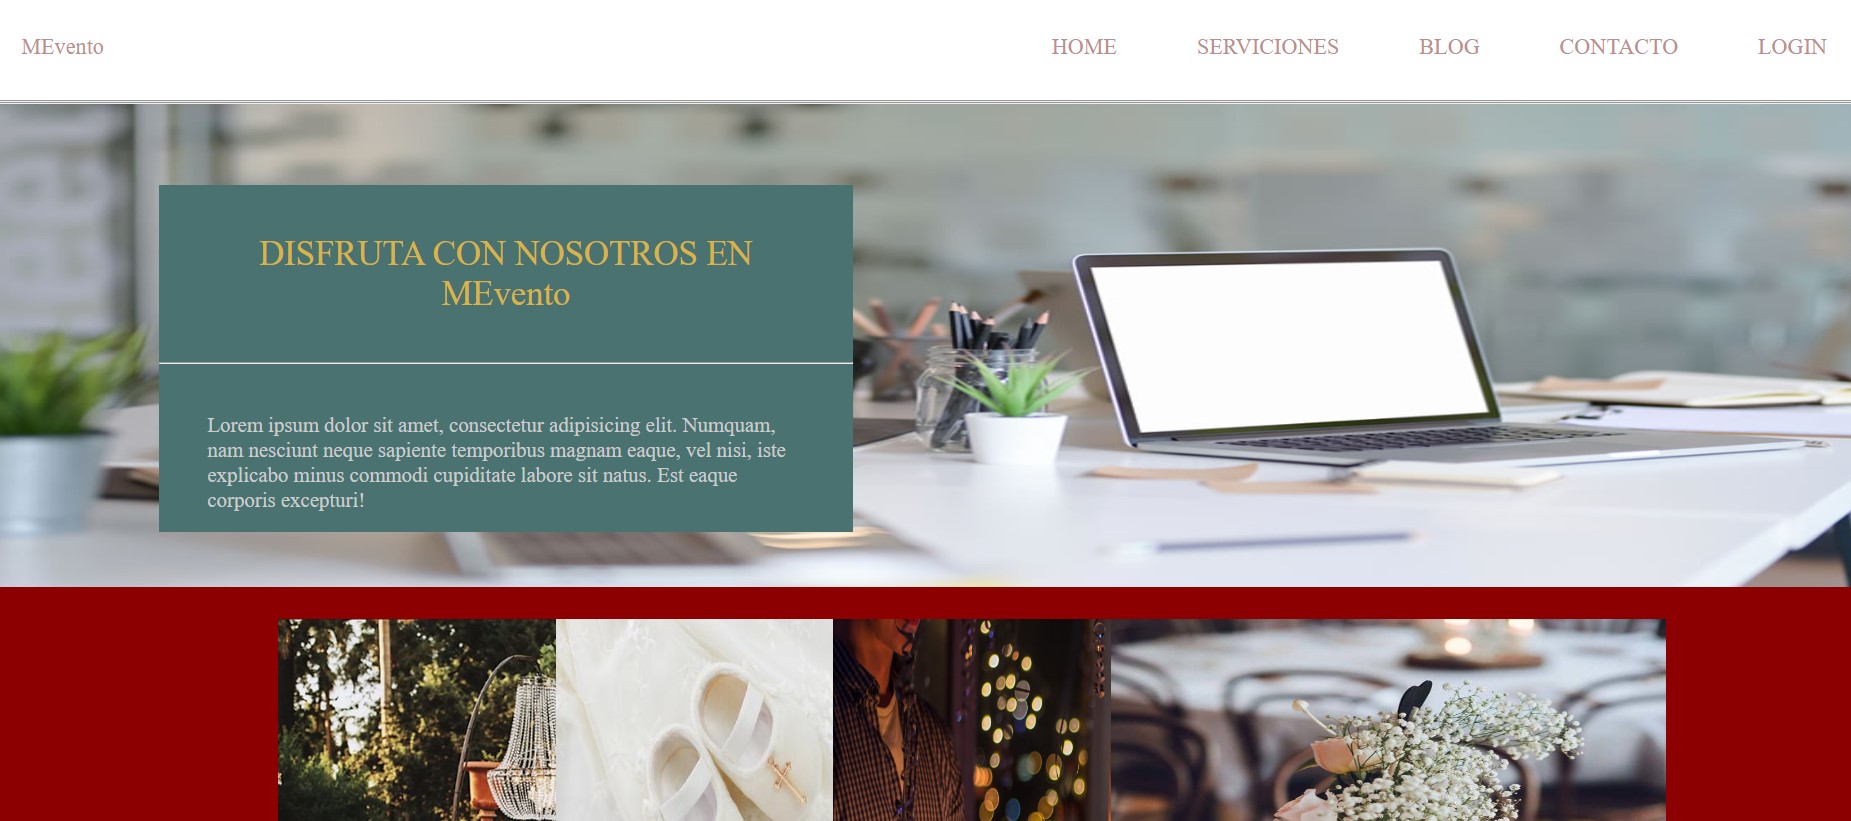 MEvento
HOME SERVICIONES BLOG CONTACTO LOGIN
DISFRUTA CON NOSOTROS EN
MEvento
Lorem ipsum dolor sit amet, consectetur adipisicing elit. Numquam,
nam nesciunt neque sapiente temporibus magnam eaque, vel nisi, iste
explicabo minus commodi cupiditate labore sit natus. Est eaque
corporis excepturi!